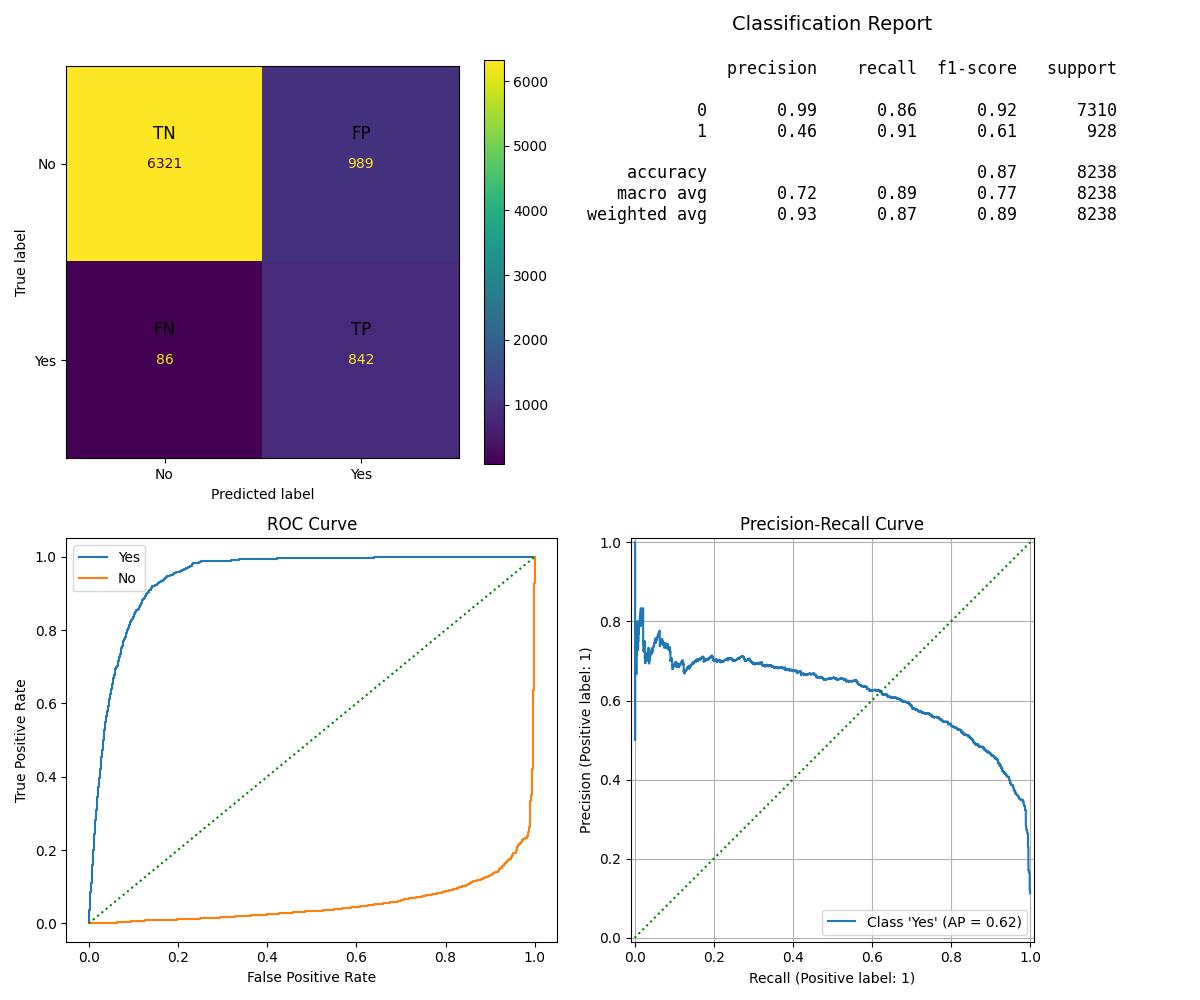 Classification Report
precision recall f1-score support
0 0.99 0.86 0.92 7310
1 0.46 0.91 0.61 928
accuracy 0.87 8238
macro avg 0.72 0.89 0.77 8238
weighted avg 0.93 0.87 0.89 8238
TN FP
No 6321 989
FN TP
Yes 86 842
No Yes
Predicted label
True label
6000
5000
4000
3000
2000
1000
ROC Curve
Yes
No
1.0
0.8
0.6
0.4
0.2
0.0
0.0 0.2 0.4 0.6 0.8 1.0
False Positive Rate
True Positive Rate
Precision-Recall Curve
1.0
0.8
0.6
0.4
0.2
0.0
Class 'Yes' (AP = 0.62)
0.0 0.2 0.4 0.6 0.8 1.0
Recall (Positive label: 1)
Precision (Positive label: 1)